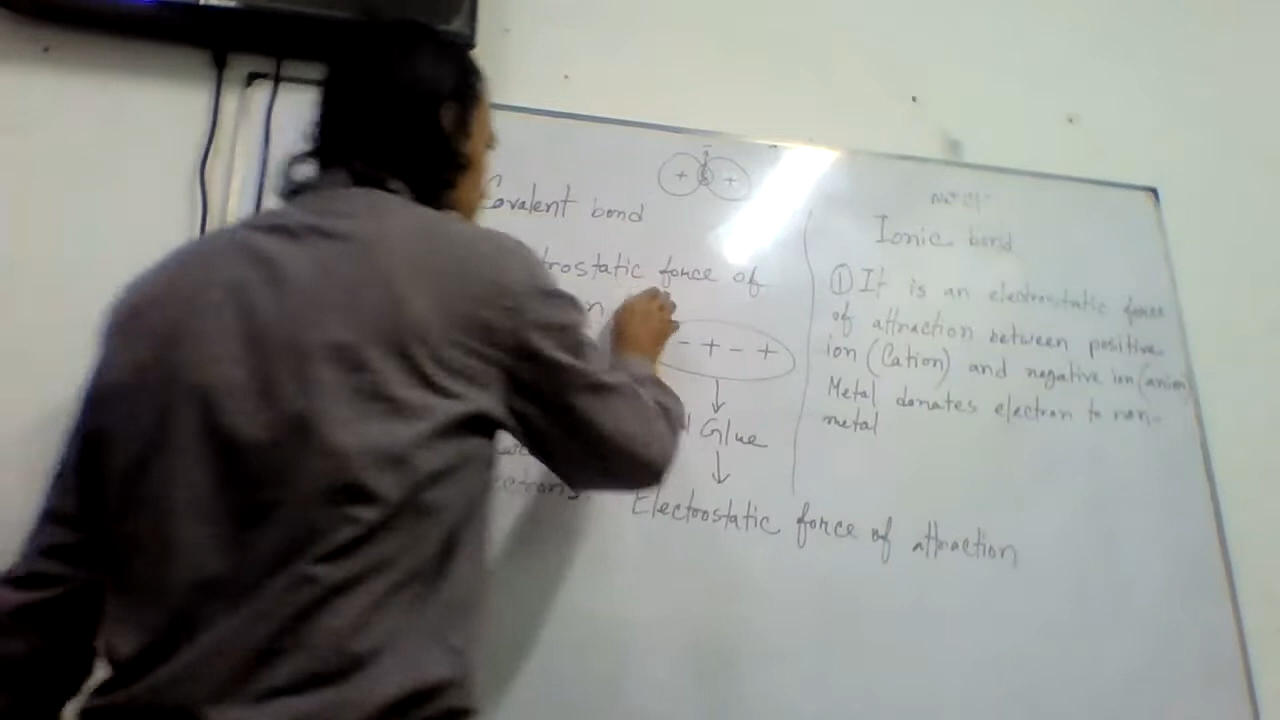 + +
Covalent bond
trostatic force of
n
- + - +
Glue
ectrons.
Electrostatic force of attraction
Ionic bond
① It is an electrostatic force
of attraction between positive
ion (Cation) and negative ion (anion)
Metal donates electron to non-
metal